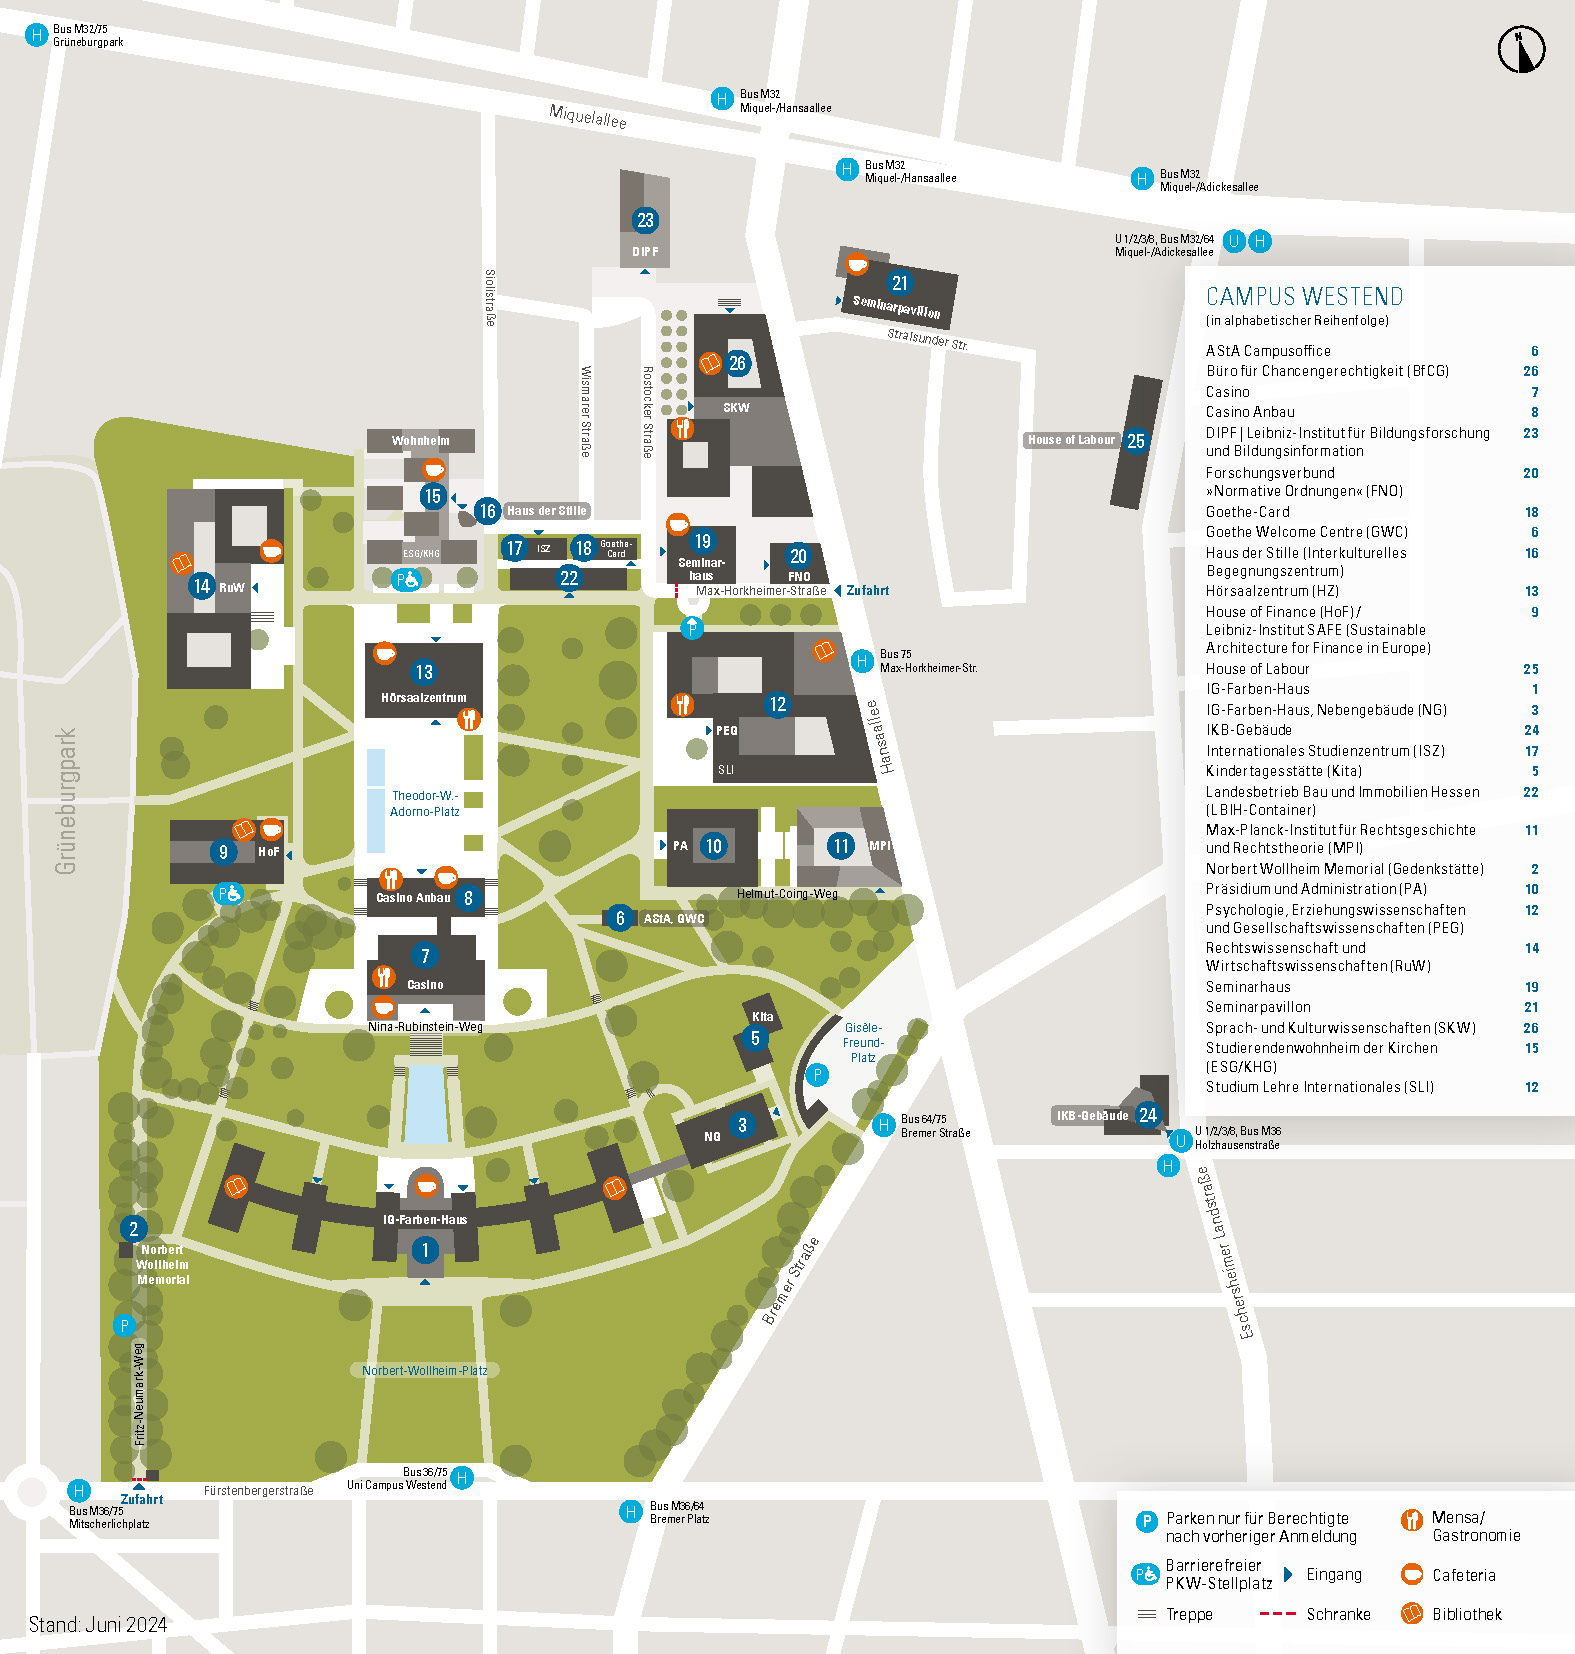 Bus M32/75
Grüneburgpark
N
Bus M32
Miquel-/Hansaallee
Miquelallee
Bus M32
Miquel-/Hansaallee
Bus M32
Miquel-/Adickesallee
U 1/2/3/8, Bus M32/64
Miquel-/Adickesallee
U
H
23
DIPF
21
Seminarpavillon
Stralsunder Str.
Siolistraße
Wismarer Straße
Rostocker Straße
26
SKW
House of Labour
25
Wohnheim
15
16
Haus der Stille
ESG/KHG
17
ISZ
18
Goethe-
Card
22
19
Seminar-
haus
20
FNO
Max-Horkheimer-Straße
Zufahrt
14
RuW
P
P
13
Hörsaalzentrum
12
PEG
SLI
Bus 75
Max-Horkheimer-Str.
Hansaallee
Grüneburgpark
Theodor-W.-
Adorno-Platz
9
HoF
P
PA
10
11
MPI
Helmut-Coing-Weg
Casino Anbau
8
6
AStA, GWC
7
Casino
Nina-Rubinstein-Weg
Kita
5
Gisèle-
Freund-
Platz
P
NG
3
Bus 64/75
Bremer Straße
IKB-Gebäude
24
U 1/2/3/8, Bus M36
Holzhausenstraße
IG-Farben-Haus
1
2
Norbert
Wollheim
Memorial
P
Fritz-Neumark-Weg
Norbert-Wollheim-Platz
Bremer Straße
Eschersheimer Landstraße
Bus 36/75
Uni Campus Westend
Zufahrt
Fürstenbergerstraße
Bus M36/75
Mitscherlichplatz
Bus M36/64
Bremer Platz
Stand: Juni 2024
CAMPUS WESTEND
(in alphabetischer Reihenfolge)
AStA Campusoffice 6
Büro für Chancengerechtigkeit (BfCG) 26
Casino 7
Casino Anbau 8
DIPF | Leibniz-Institut für Bildungsforschung 23
und Bildungsinformation
Forschungsverbund 20
»Normative Ordnungen« (FNO)
Goethe-Card 18
Goethe Welcome Centre (GWC) 6
Haus der Stille (Interkulturelles 16
Begegnungszentrum)
Hörsaalzentrum (HZ) 13
House of Finance (HoF) / 9
Leibniz-Institut SAFE (Sustainable
Architecture for Finance in Europe)
House of Labour 25
IG-Farben-Haus 1
IG-Farben-Haus, Nebengebäude (NG) 3
IKB-Gebäude 24
Internationales Studienzentrum (ISZ) 17
Kindertagesstätte (Kita) 5
Landesbetrieb Bau und Immobilien Hessen 22
(LBIH-Container)
Max-Planck-Institut für Rechtsgeschichte 11
und Rechtstheorie (MPI)
Norbert Wollheim Memorial (Gedenkstätte) 2
Präsidium und Administration (PA) 10
Psychologie, Erziehungswissenschaften 12
und Gesellschaftswissenschaften (PEG)
Rechtswissenschaft und 14
Wirtschaftswissenschaften (RuW)
Seminarhaus 19
Seminarpavillon 21
Sprach- und Kulturwissenschaften (SKW) 26
Studierendenwohnheim der Kirchen 15
(ESG/KHG)
Studium Lehre Internationales (SLI) 12
P Parken nur für Berechtigte
nach vorheriger Anmeldung
P Barrierefreier
PKW-Stellplatz
Treppe
Eingang
Schranke
Mensa/
Gastronomie
Cafeteria
Bibliothek